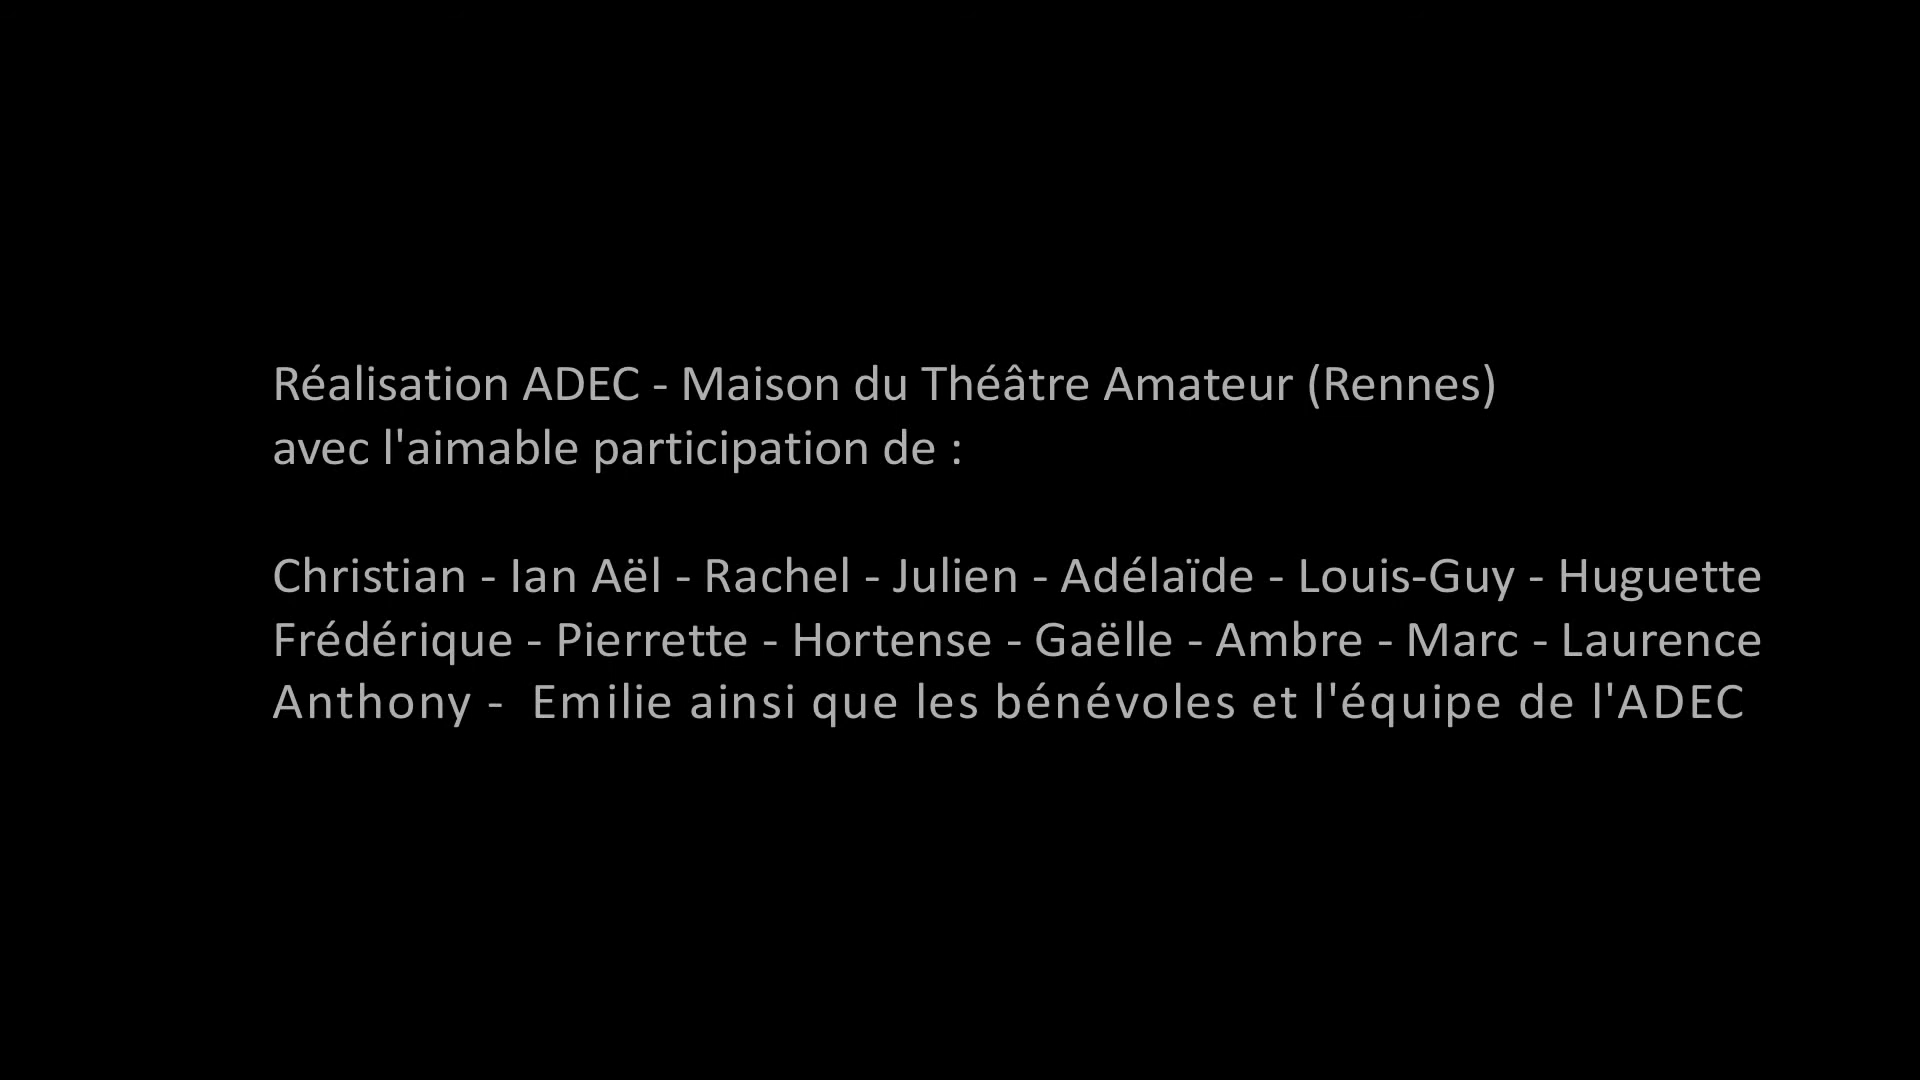 Réalisation ADEC - Maison du Théâtre Amateur (Rennes)
avec l'aimable participation de :
Christian - Ian Aël - Rachel - Julien - Adélaïde - Louis-Guy - Huguette
Frédérique - Pierrette - Hortense - Gaëlle - Ambre - Marc - Laurence
Anthony -  Emilie ainsi que les bénévoles et l'équipe de l'ADEC